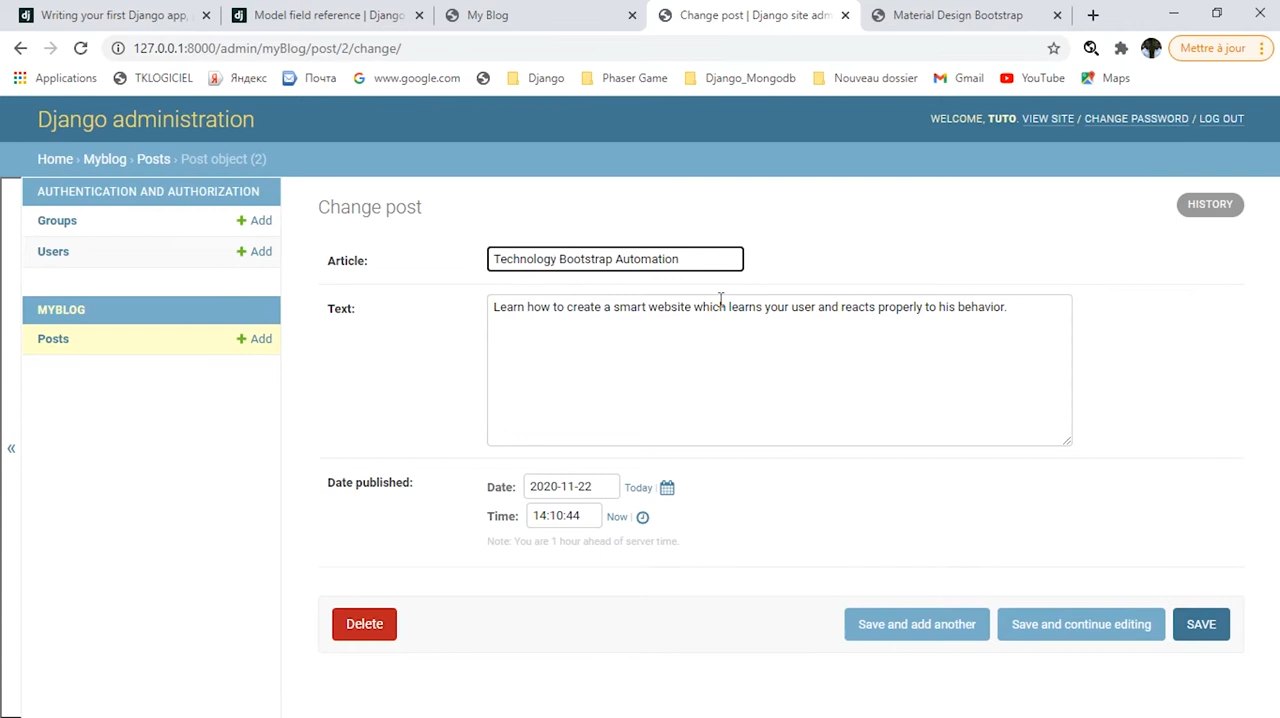 Writing your first Django app,
Model field reference | Django
My Blog
Change post | Django site adm
Material Design Bootstrap
127.0.0.1:8000/admin/myBlog/post/2/change/
Mettre à jour
Applications
TKLOGICIEL
Яндекс
Почта
www.google.com
Django
Phaser Game
Django_Mongodb
Nouveau dossier
Gmail
YouTube
Maps
Django administration
WELCOME, TUTO. VIEW SITE / CHANGE PASSWORD / LOG OUT
Home › Myblog › Posts › Post object (2)
AUTHENTICATION AND AUTHORIZATION
Groups + Add
Users + Add
MYBLOG
Posts + Add
«
Change post
HISTORY
Article: Technology Bootstrap Automation
Text: Learn how to create a smart website which learns your user and reacts properly to his behavior.
Date published:
Date: 2020-11-22 Today |
Time: 14:10:44 Now |
Note: You are 1 hour ahead of server time.
Delete
Save and add another
Save and continue editing
SAVE